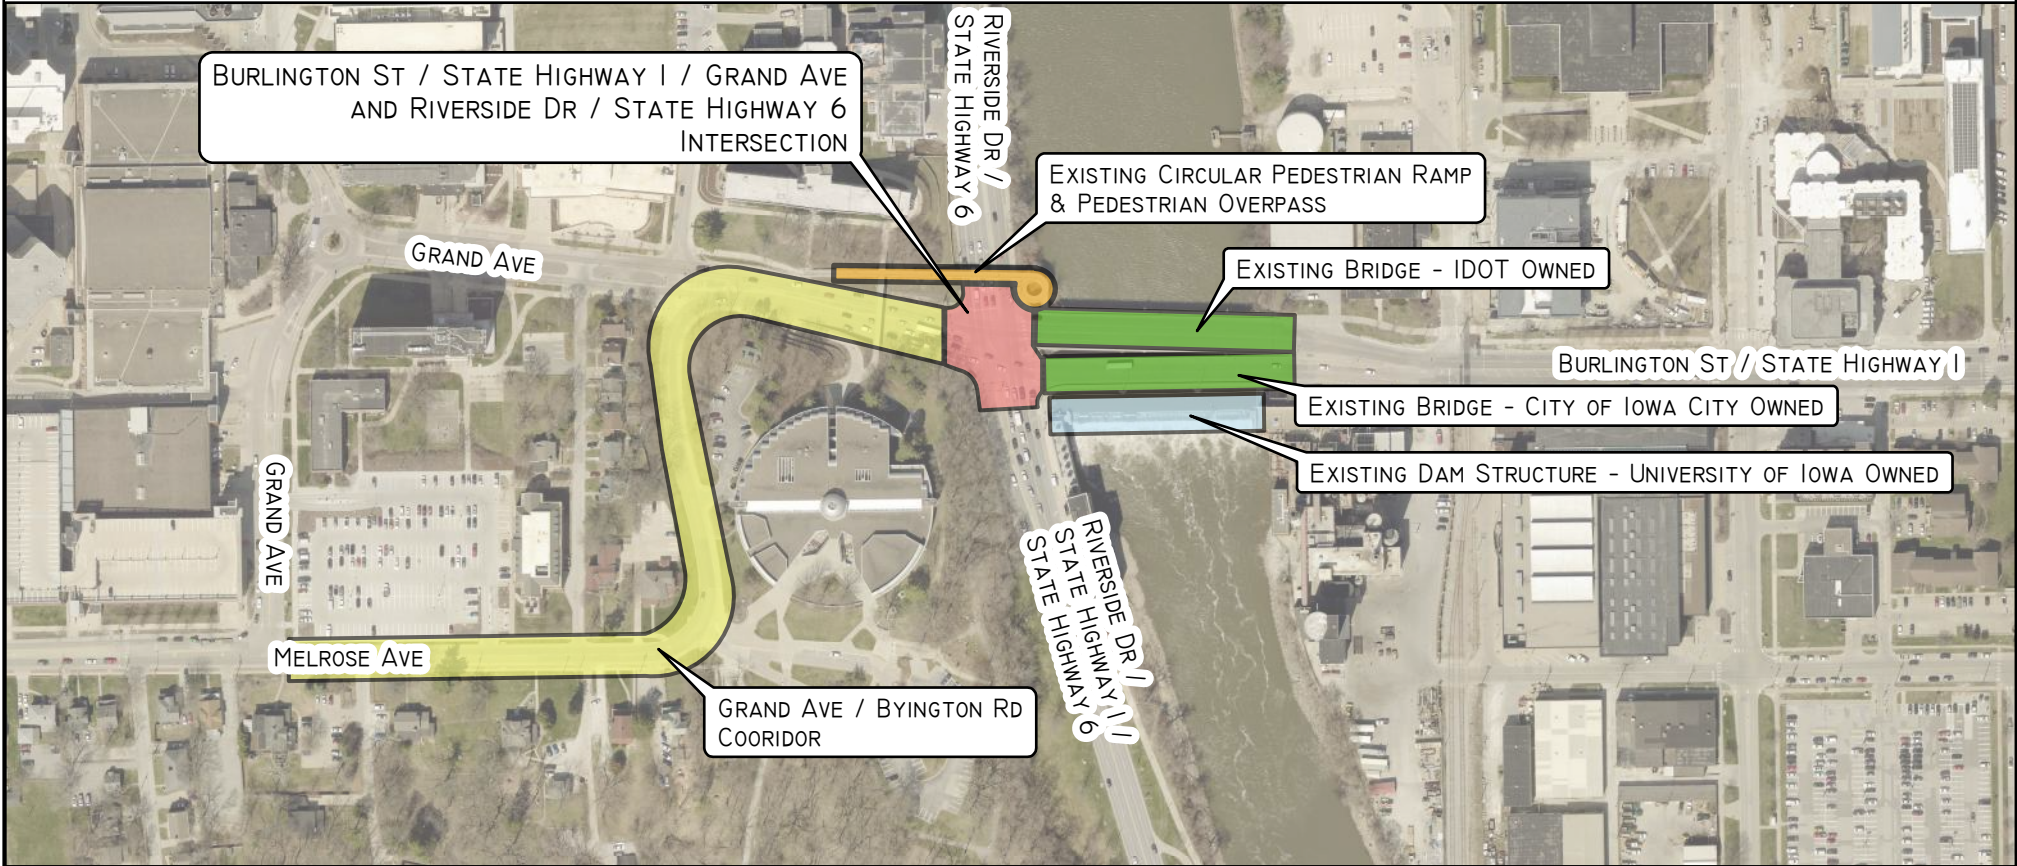 RIVERSIDE DR /
STATE HIGHWAY 6
BURLINGTON ST / STATE HIGHWAY 1 / GRAND AVE
AND RIVERSIDE DR / STATE HIGHWAY 6
INTERSECTION
EXISTING CIRCULAR PEDESTRIAN RAMP
& PEDESTRIAN OVERPASS
GRAND AVE
EXISTING BRIDGE - IDOT OWNED
BURLINGTON ST / STATE HIGHWAY 1
EXISTING BRIDGE - CITY OF IOWA CITY OWNED
EXISTING DAM STRUCTURE - UNIVERSITY OF IOWA OWNED
GRAND AVE
RIVERSIDE DR /
STATE HIGHWAY 1 /
STATE HIGHWAY 6
MELROSE AVE
GRAND AVE / BYINGTON RD
COORIDOR